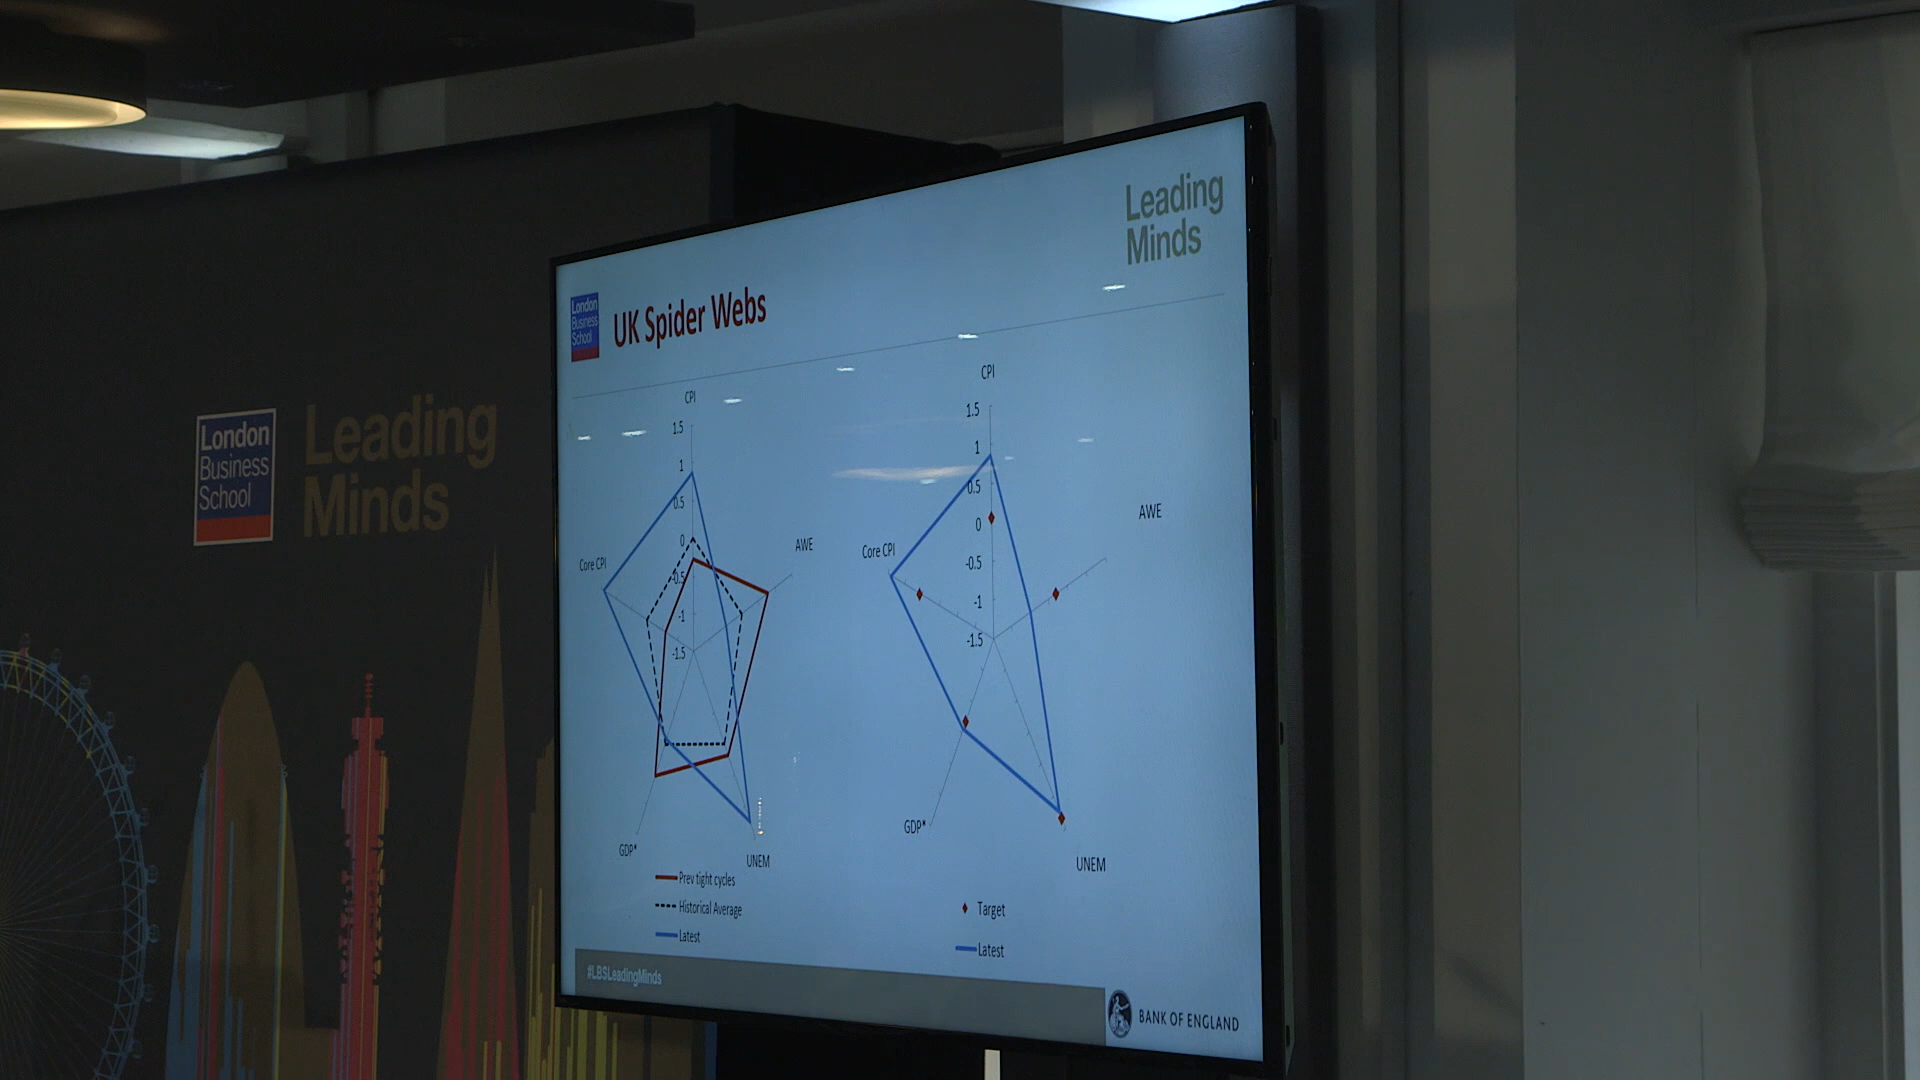 London
Business
School
Leading
Minds
Leading
Minds
London
Business
School
UK Spider Webs
CPI
1.5
1
0.5
0
-0.5
-1
-1.5
AWE
Core CPI
GDP*
UNEM
Prev tight cycles
Historical Average
Latest
CPI
1.5
1
0.5
0
-0.5
-1
-1.5
AWE
Core CPI
GDP*
UNEM
Target
Latest
#LBSLeadingMinds
BANK OF ENGLAND